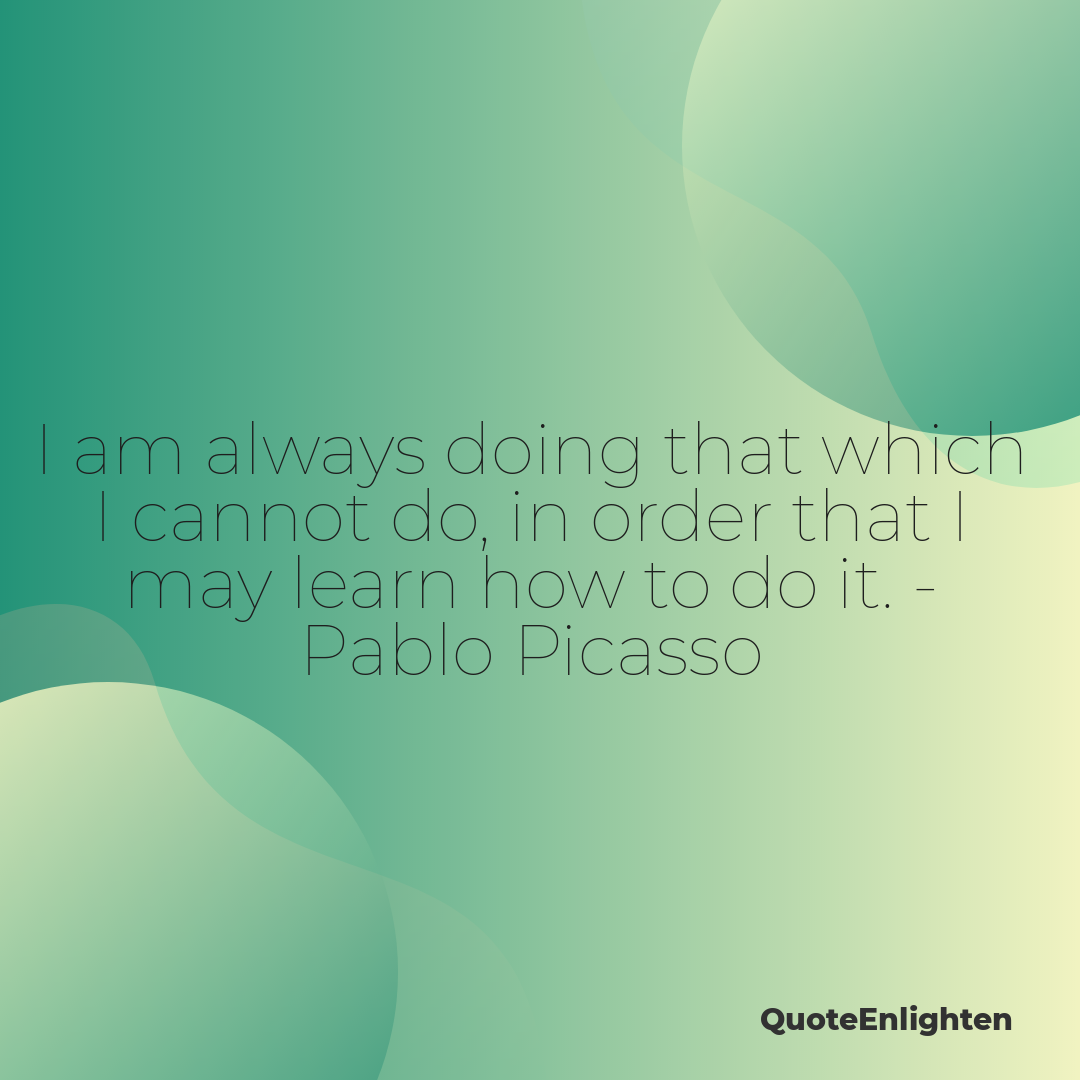 I am always doing that which
I cannot do, in order that I
may learn how to do it. -
Pablo Picasso
QuoteEnlighten